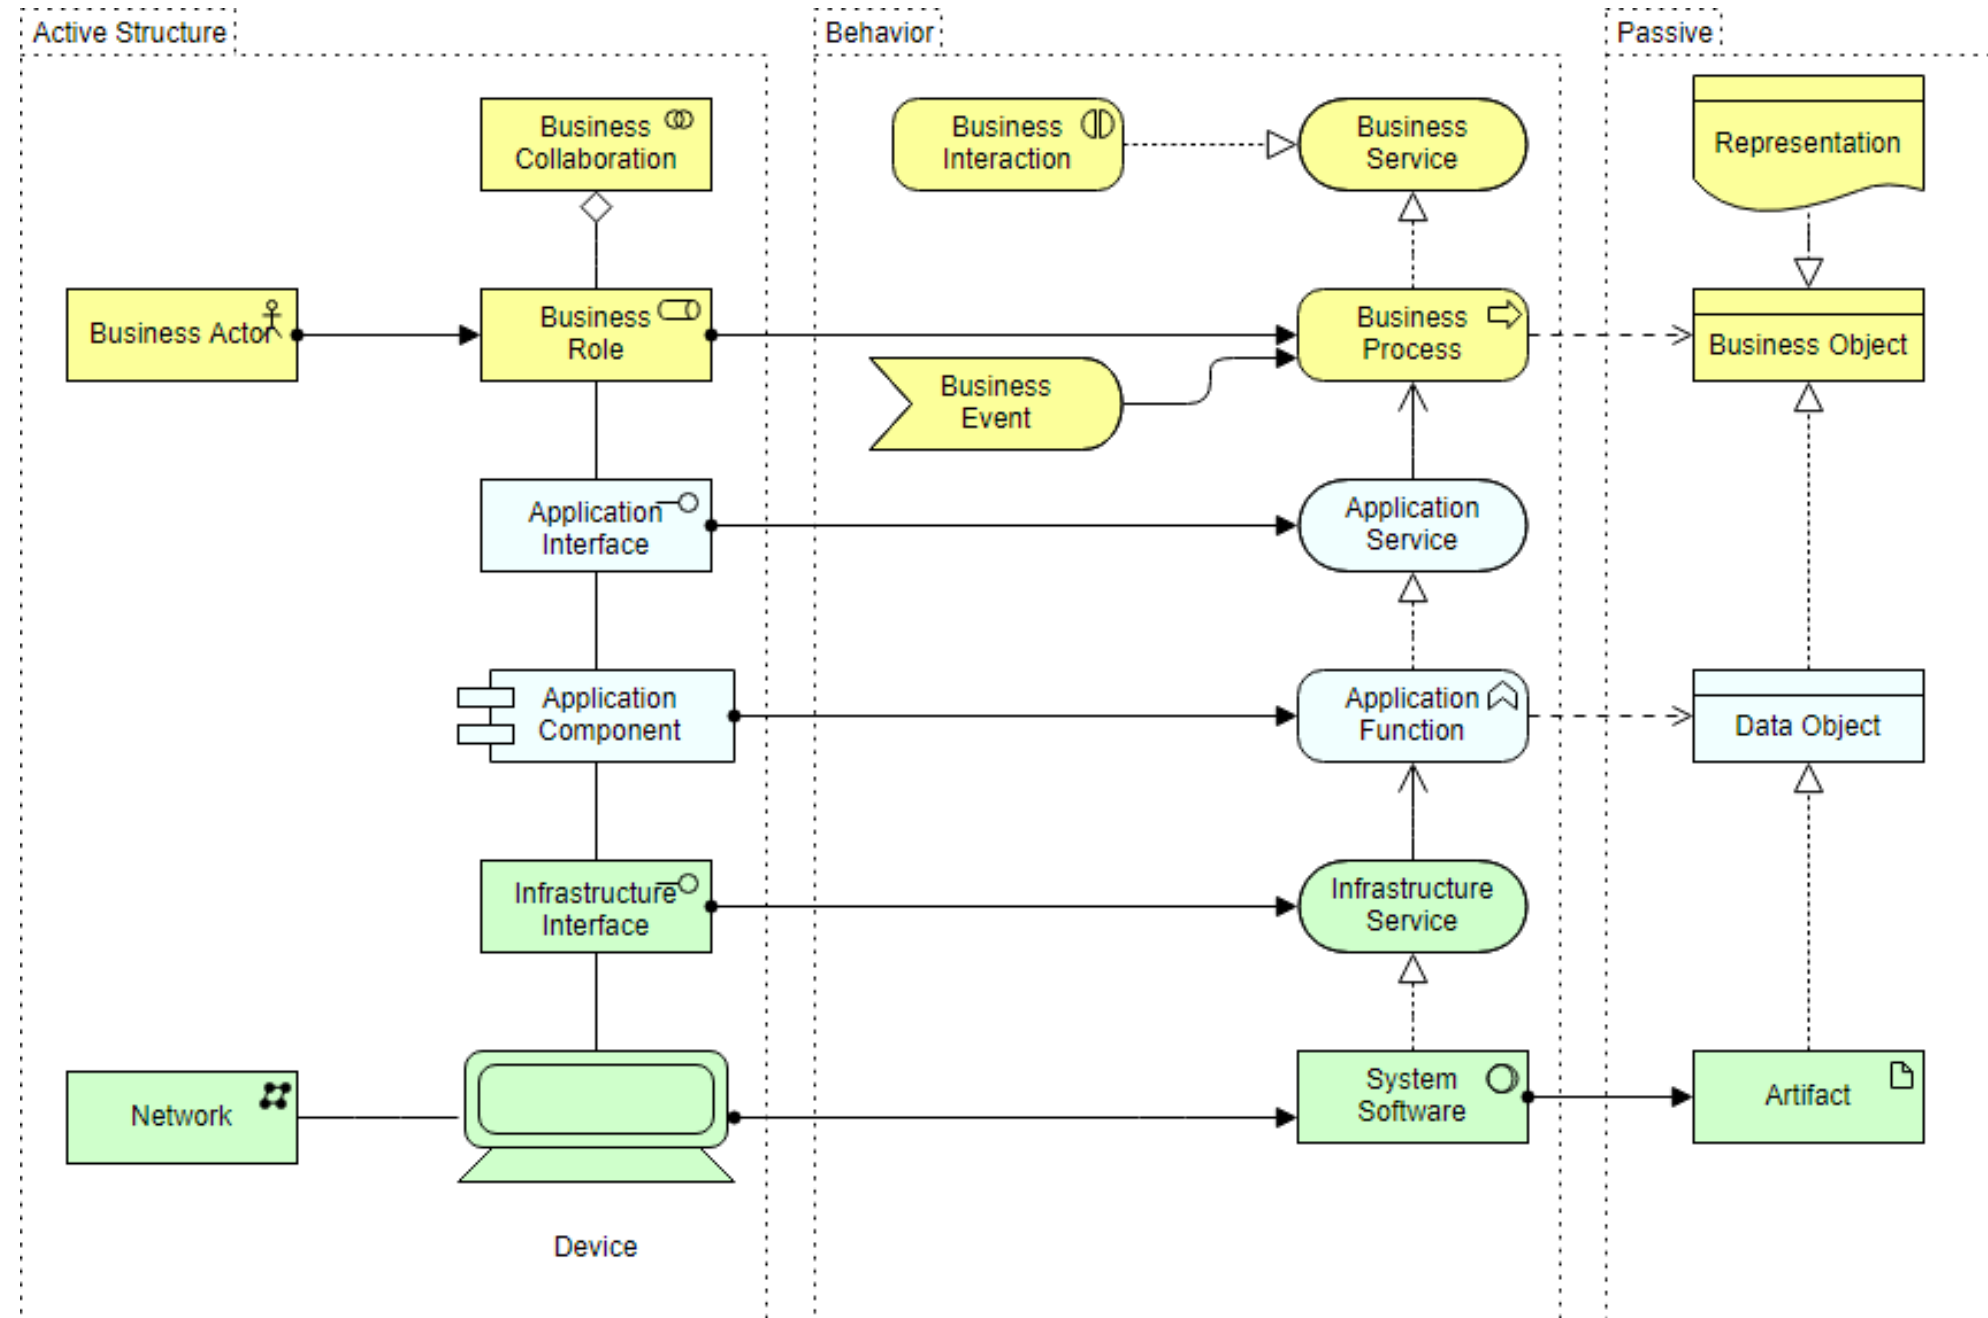 Active Structure
Behavior
Passive
Business
Collaboration
Business
Interaction
Business
Service
Representation
Business Actor
Business
Role
Business
Process
Business Object
Business
Event
Application
Interface
Application
Service
Application
Component
Application
Function
Data Object
Infrastructure
Interface
Infrastructure
Service
Network
System
Software
Artifact
Device